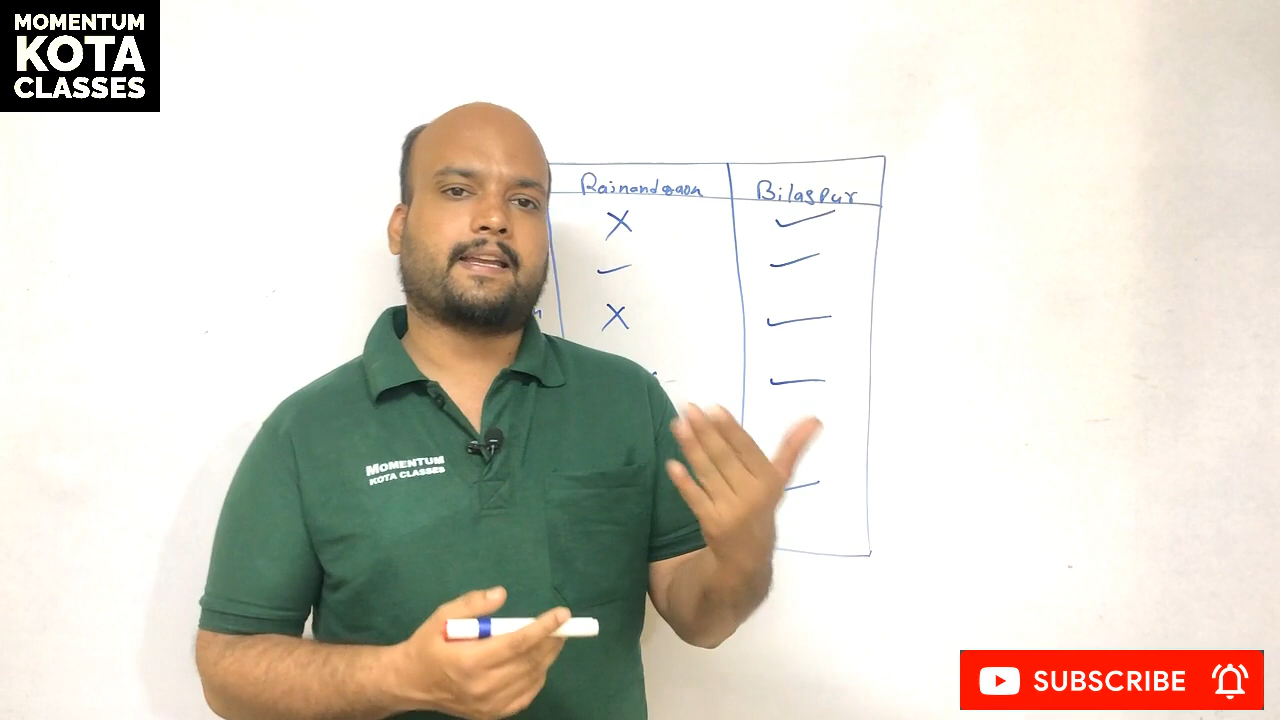 MOMENTUM
KOTA
CLASSES
Rajnandgaon
Bilaspur
n
MOMENTUM
KOTA CLASSES
SUBSCRIBE